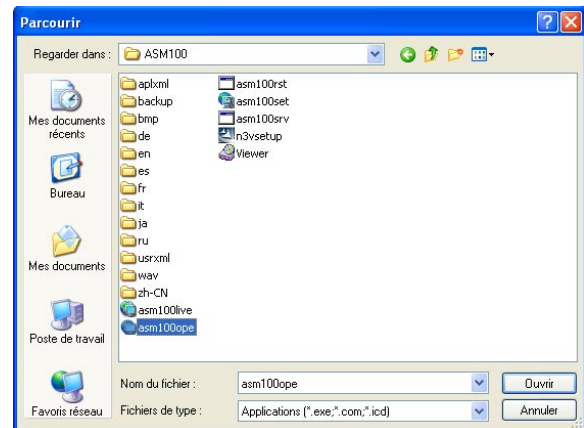 Parcourir
Regarder dans :
ASM100
Mes documents
récents
Bureau
Mes documents
Poste de travail
Favoris réseau
aplxml
backup
bmp
de
en
es
fr
it
ja
ru
usrxml
wav
zh-CN
asm100live
asm100ope
asm100rst
asm100set
asm100srv
n3vsetup
Viewer
Nom du fichier :
asm100ope
Ouvrir
Fichiers de type :
Applications (*.exe;*.com;*.icd)
Annuler